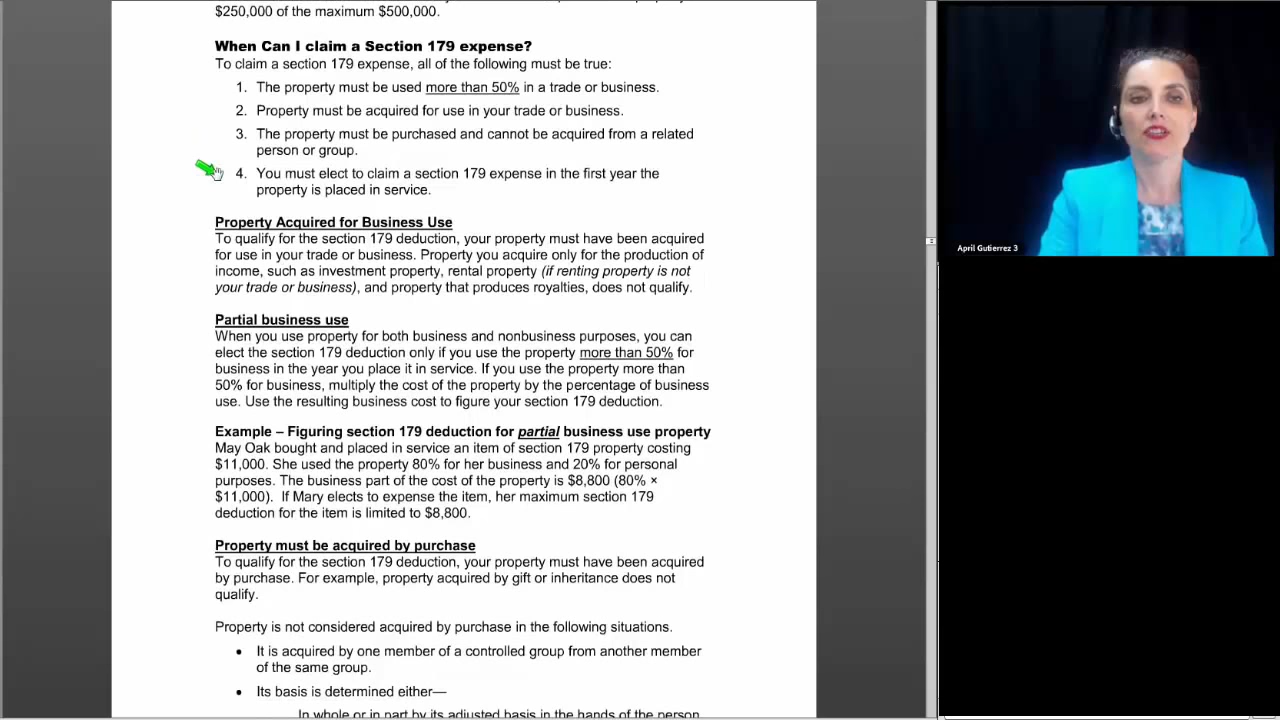 $250,000 of the maximum $500,000.
When Can I claim a Section 179 expense?
To claim a section 179 expense, all of the following must be true:
1. The property must be used more than 50% in a trade or business.
2. Property must be acquired for use in your trade or business.
3. The property must be purchased and cannot be acquired from a related
person or group.
4. You must elect to claim a section 179 expense in the first year the
property is placed in service.
Property Acquired for Business Use
To qualify for the section 179 deduction, your property must have been acquired
for use in your trade or business. Property you acquire only for the production of
income, such as investment property, rental property (if renting property is not
your trade or business), and property that produces royalties, does not qualify.
Partial business use
When you use property for both business and nonbusiness purposes, you can
elect the section 179 deduction only if you use the property more than 50% for
business in the year you place it in service. If you use the property more than
50% for business, multiply the cost of the property by the percentage of business
use. Use the resulting business cost to figure your section 179 deduction.
Example – Figuring section 179 deduction for partial business use property
May Oak bought and placed in service an item of section 179 property costing
$11,000. She used the property 80% for her business and 20% for personal
purposes. The business part of the cost of the property is $8,800 (80% ×
$11,000). If Mary elects to expense the item, her maximum section 179
deduction for the item is limited to $8,800.
Property must be acquired by purchase
To qualify for the section 179 deduction, your property must have been acquired
by purchase. For example, property acquired by gift or inheritance does not
qualify.
Property is not considered acquired by purchase in the following situations.
• It is acquired by one member of a controlled group from another member
of the same group.
• Its basis is determined either—
In whole or in part by its adjusted basis in the hands of the person
April Gutierrez 3